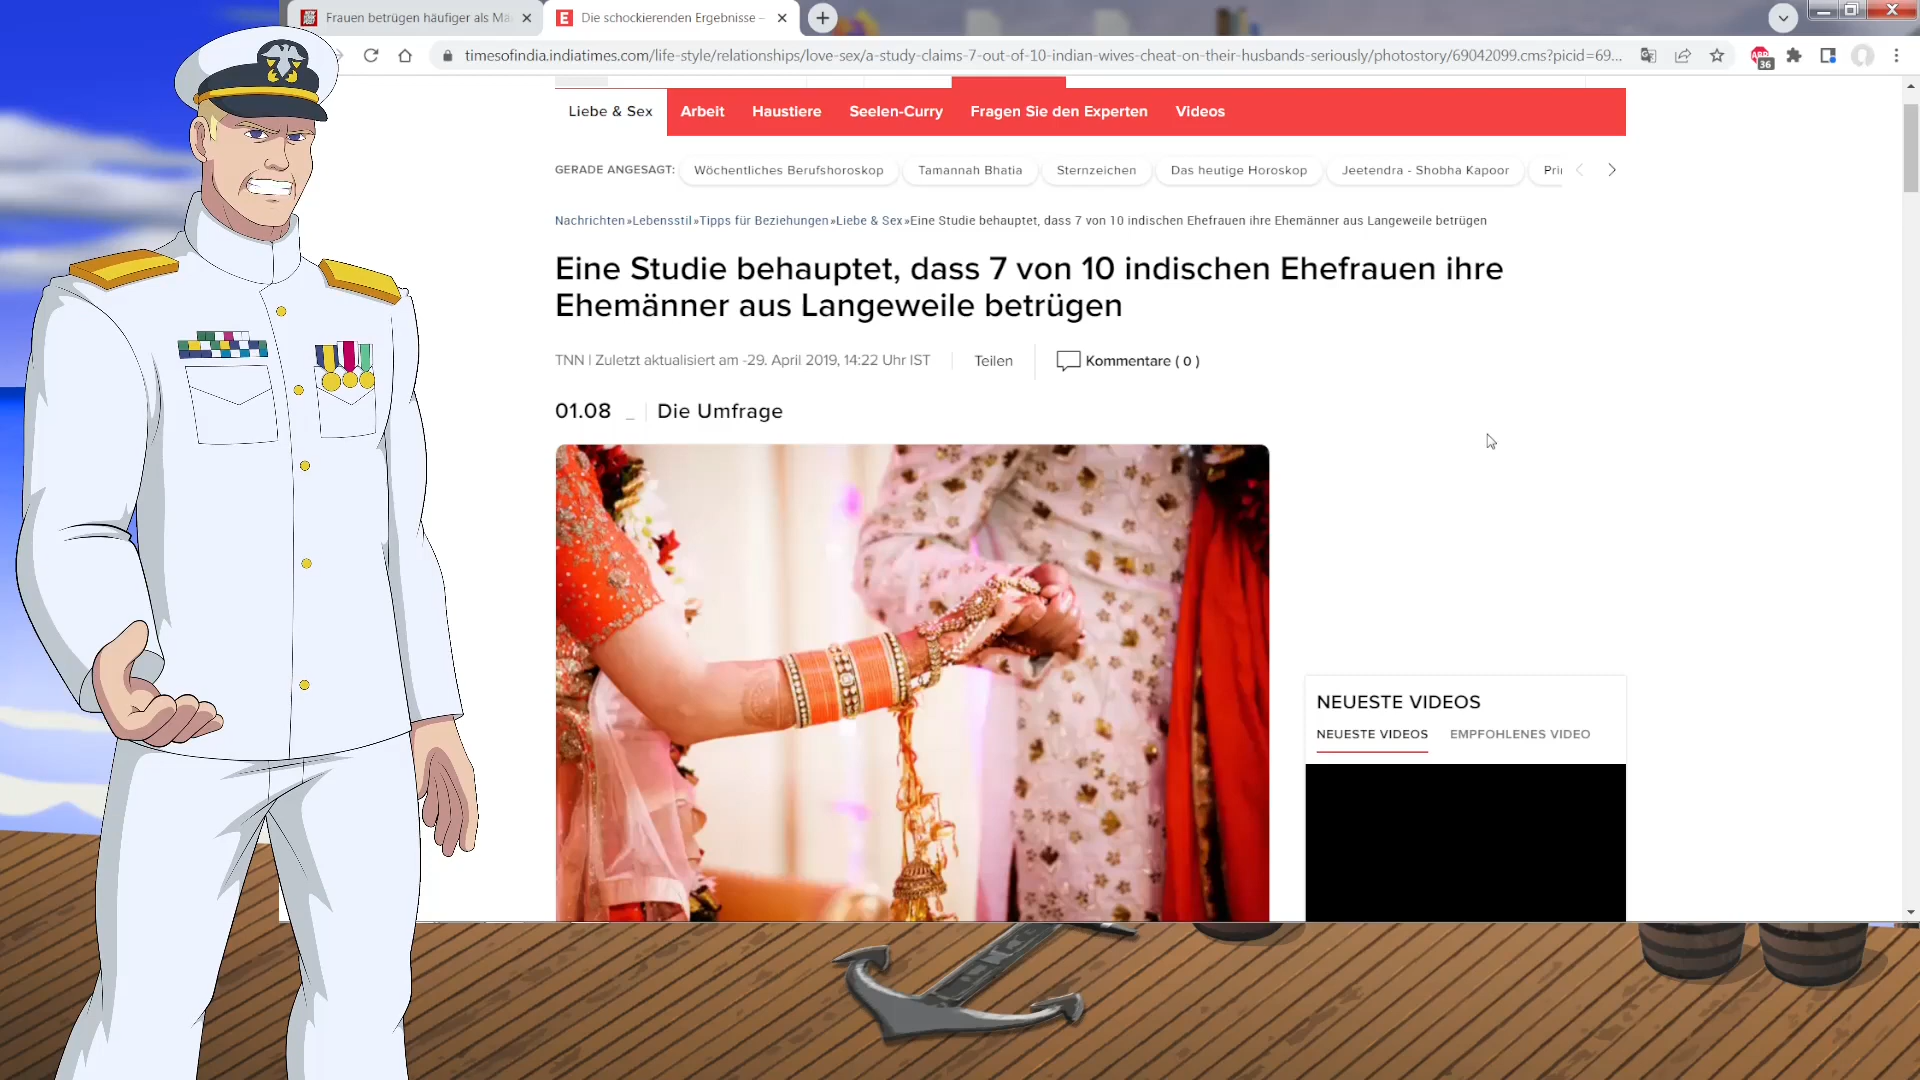 Frauen betrügen häufiger als Mä
Die schockierenden Ergebnisse –
timesofindia.indiatimes.com/life-style/relationships/love-sex/a-study-claims-7-out-of-10-indian-wives-cheat-on-their-husbands-seriously/photostory/69042099.cms?picid=69...
ABP
36
Liebe & Sex Arbeit Haustiere Seelen-Curry Fragen Sie den Experten Videos
GERADE ANGESAGT: Wöchentliches Berufshoroskop Tamannah Bhatia Sternzeichen Das heutige Horoskop Jeetendra - Shobha Kapoor Pri
Nachrichten»Lebensstil»Tipps für Beziehungen»Liebe & Sex»Eine Studie behauptet, dass 7 von 10 indischen Ehefrauen ihre Ehemänner aus Langeweile betrügen
Eine Studie behauptet, dass 7 von 10 indischen Ehefrauen ihre
Ehemänner aus Langeweile betrügen
TNN | Zuletzt aktualisiert am -29. April 2019, 14:22 Uhr IST Teilen Kommentare ( 0 )
01.08 _ Die Umfrage
NEUESTE VIDEOS
NEUESTE VIDEOS EMPFOHLENES VIDEO